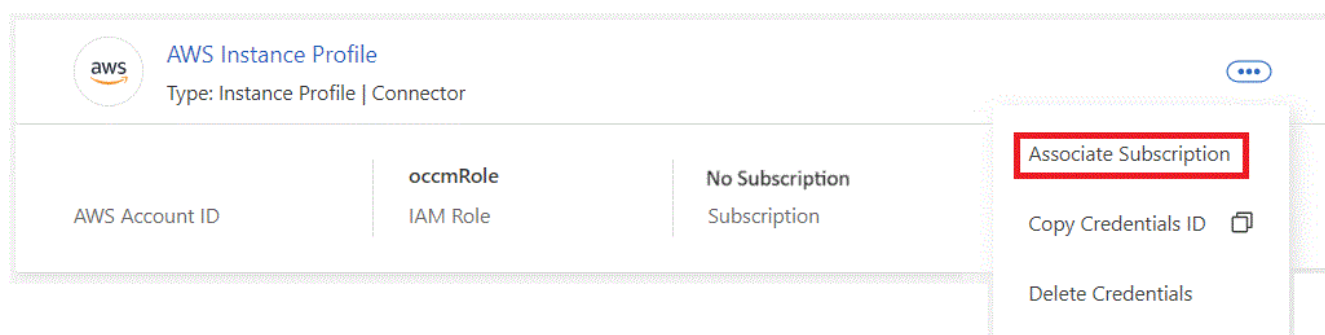 aws
AWS Instance Profile
Type: Instance Profile | Connector
•••
Associate Subscription
occmRole
No Subscription
AWS Account ID
IAM Role
Subscription
Copy Credentials ID
Delete Credentials